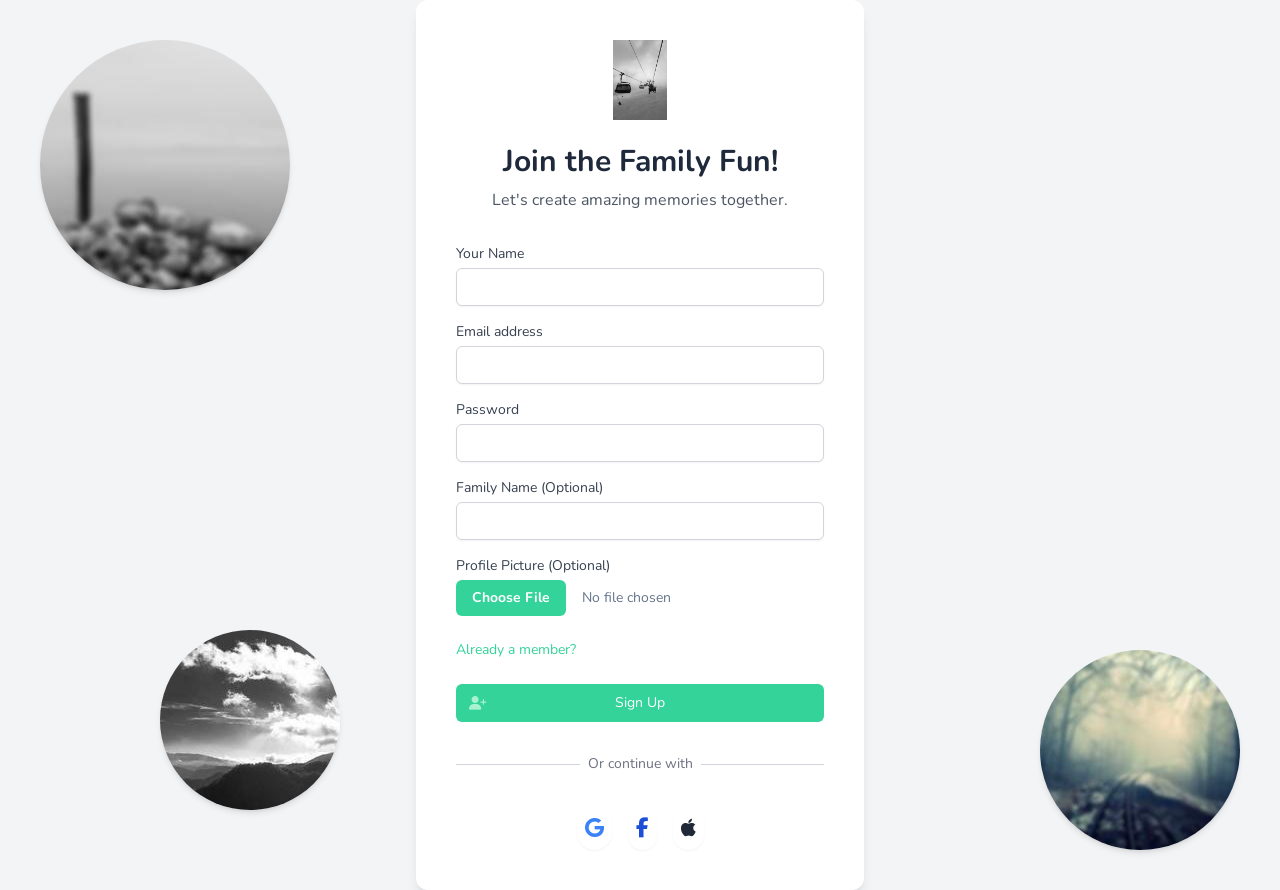 Join the Family Fun!
Let's create amazing memories together.
Your Name
Email address
Password
Family Name (Optional)
Profile Picture (Optional)
Choose File No file chosen
Already a member?
Sign Up
Or continue with